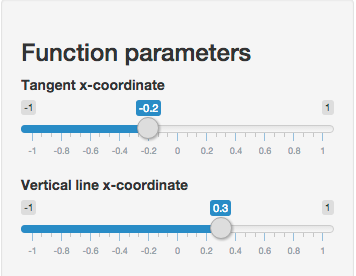 Function parameters
Tangent x-coordinate
-1 -0.2 1
-1 -0.8 -0.6 -0.4 -0.2 0 0.2 0.4 0.6 0.8 1
Vertical line x-coordinate
-1 0.3 1
-1 -0.8 -0.6 -0.4 -0.2 0 0.2 0.4 0.6 0.8 1